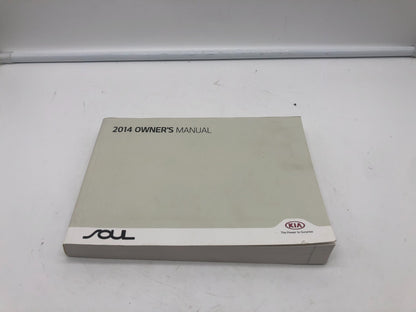 2014 OWNER'S MANUAL
SOUL
KIA
The Power to Surprise